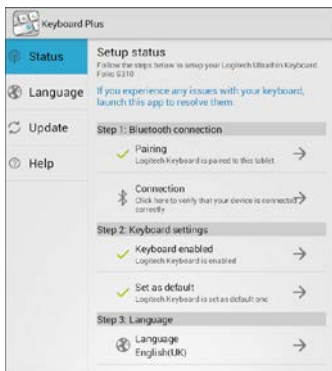 Keyboard Plus
Status
Setup status
Follow the steps below to setup your Logitech Ultrathin Keyboard
Folio S310
If you experience any issues with your keyboard,
launch this app to resolve them
Language
Update
Help
Step 1: Bluetooth connection
Pairing
Logitech Keyboard is paired to this tablet
Connection
Click here to verify that your device is connected
correctly
Step 2: Keyboard settings
Keyboard enabled
Logitech Keyboard is enabled
Set as default
Logitech Keyboard is set as default one
Step 3: Language
Language
English(UK)